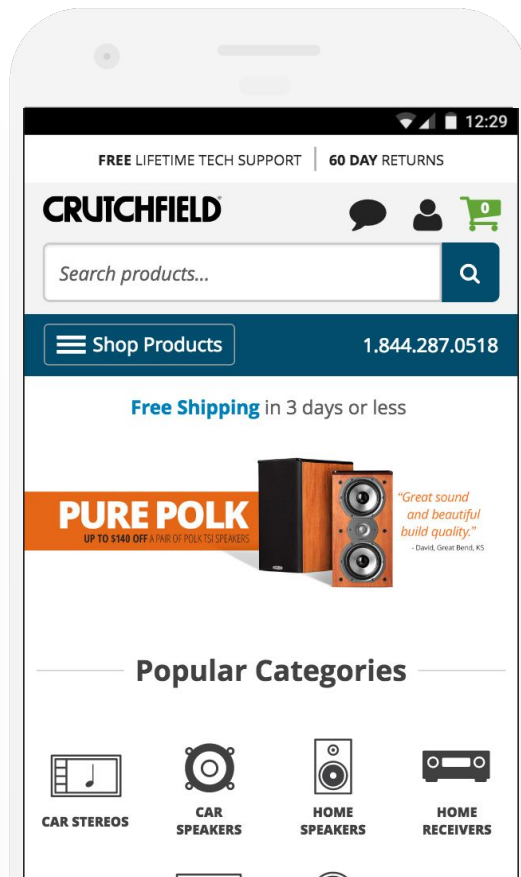 12:29
FREE LIFETIME TECH SUPPORT | 60 DAY RETURNS
CRUTCHFIELD
0
Search products...
Shop Products
1.844.287.0518
Free Shipping in 3 days or less
PURE POLK
UP TO $140 OFF A PAIR OF POLK TSI SPEAKERS
“Great sound
and beautiful
build quality.”
- David, Great Bend, KS
Popular Categories
CAR STEREOS
CAR
SPEAKERS
HOME
SPEAKERS
HOME
RECEIVERS